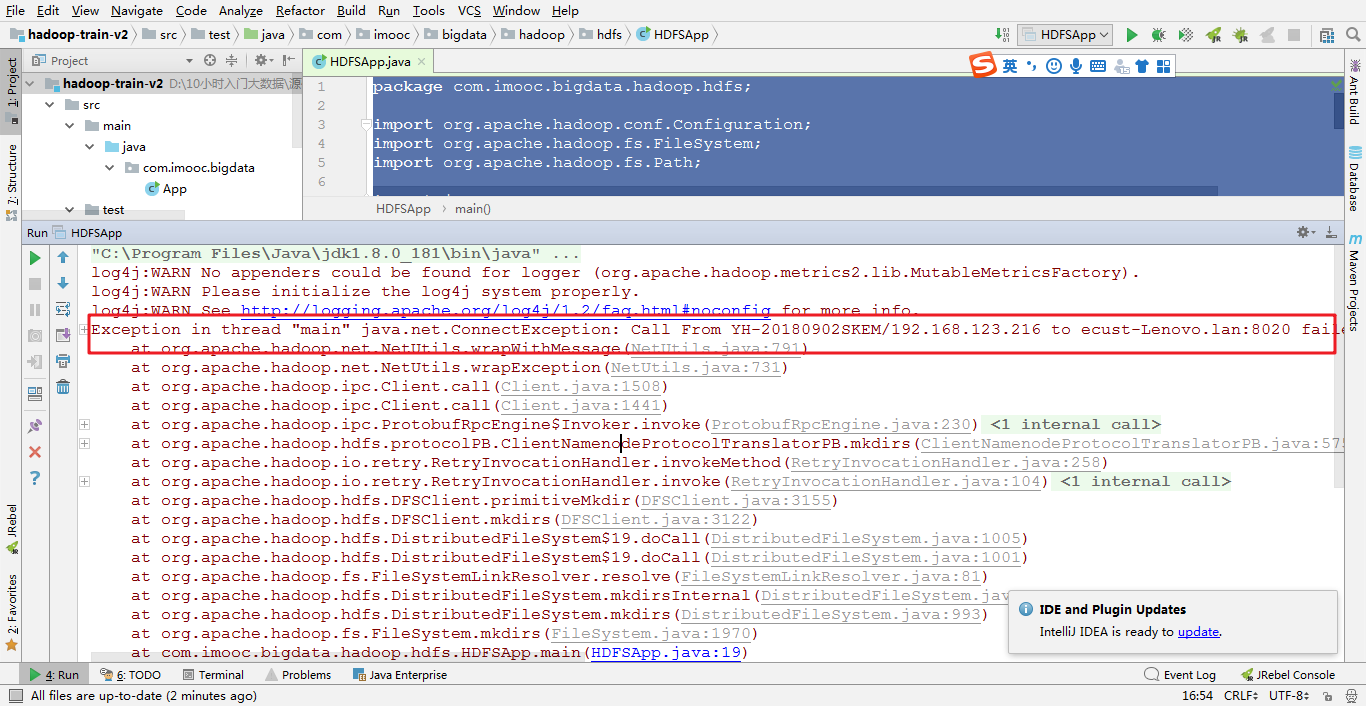 File Edit View Navigate Code Analyze Refactor Build Run Tools VCS Window Help
hadoop-train-v2 src test java com imooc bigdata hadoop hdfs HDFSApp HDFSApp
1: Project
Project
HDFSApp.java
英
hadoop-train-v2 D:\10小时入门大数据\源
src
main
java
com.imooc.bigdata
App
test
1 package com.imooc.bigdata.hadoop.hdfs;
2
3 import org.apache.hadoop.conf.Configuration;
4 import org.apache.hadoop.fs.FileSystem;
5 import org.apache.hadoop.fs.Path;
6
HDFSApp main()
7: Structure
JRebel
2: Favorites
Ant Build
Database
Maven Projects
Run HDFSApp
"C:\Program Files\Java\jdk1.8.0_181\bin\java" ...
log4j:WARN No appenders could be found for logger (org.apache.hadoop.metrics2.lib.MutableMetricsFactory).
log4j:WARN Please initialize the log4j system properly.
log4j:WARN See http://logging.apache.org/log4j/1.2/faq.html#noconfig for more info.
Exception in thread "main" java.net.ConnectException: Call From YH-20180902SKEM/192.168.123.216 to ecust-Lenovo.lan:8020 faile
at org.apache.hadoop.net.NetUtils.wrapWithMessage(NetUtils.java:791)
at org.apache.hadoop.net.NetUtils.wrapException(NetUtils.java:731)
at org.apache.hadoop.ipc.Client.call(Client.java:1508)
at org.apache.hadoop.ipc.Client.call(Client.java:1441)
at org.apache.hadoop.ipc.ProtobufRpcEngine$Invoker.invoke(ProtobufRpcEngine.java:230) <1 internal call>
at org.apache.hadoop.hdfs.protocolPB.ClientNamenodeProtocolTranslatorPB.mkdirs(ClientNamenodeProtocolTranslatorPB.java:575
at org.apache.hadoop.io.retry.RetryInvocationHandler.invokeMethod(RetryInvocationHandler.java:258)
at org.apache.hadoop.io.retry.RetryInvocationHandler.invoke(RetryInvocationHandler.java:104) <1 internal call>
at org.apache.hadoop.hdfs.DFSClient.primitiveMkdir(DFSClient.java:3155)
at org.apache.hadoop.hdfs.DFSClient.mkdirs(DFSClient.java:3122)
at org.apache.hadoop.hdfs.DistributedFileSystem$19.doCall(DistributedFileSystem.java:1005)
at org.apache.hadoop.hdfs.DistributedFileSystem$19.doCall(DistributedFileSystem.java:1001)
at org.apache.hadoop.fs.FileSystemLinkResolver.resolve(FileSystemLinkResolver.java:81)
at org.apache.hadoop.hdfs.DistributedFileSystem.mkdirsInternal(DistributedFileSystem.jav
at org.apache.hadoop.hdfs.DistributedFileSystem.mkdirs(DistributedFileSystem.java:993)
at org.apache.hadoop.fs.FileSystem.mkdirs(FileSystem.java:1970)
at com.imooc.bigdata.hadoop.hdfs.HDFSApp.main(HDFSApp.java:19)
IDE and Plugin Updates
IntelliJ IDEA is ready to update.
4: Run 6: TODO Terminal Problems Java Enterprise Event Log JRebel Console
All files are up-to-date (2 minutes ago) 16:54 CRLF UTF-8